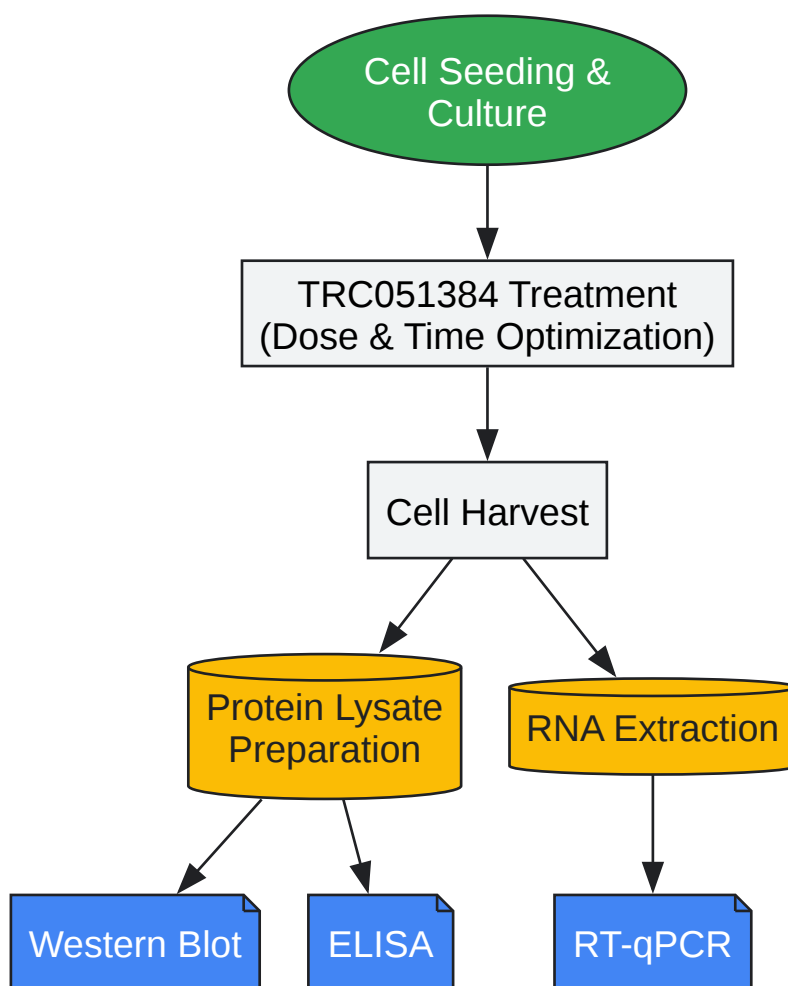 Cell Seeding &
Culture
TRC051384 Treatment
(Dose & Time Optimization)
Cell Harvest
Protein Lysate
Preparation
RNA Extraction
Western Blot
ELISA
RT-qPCR